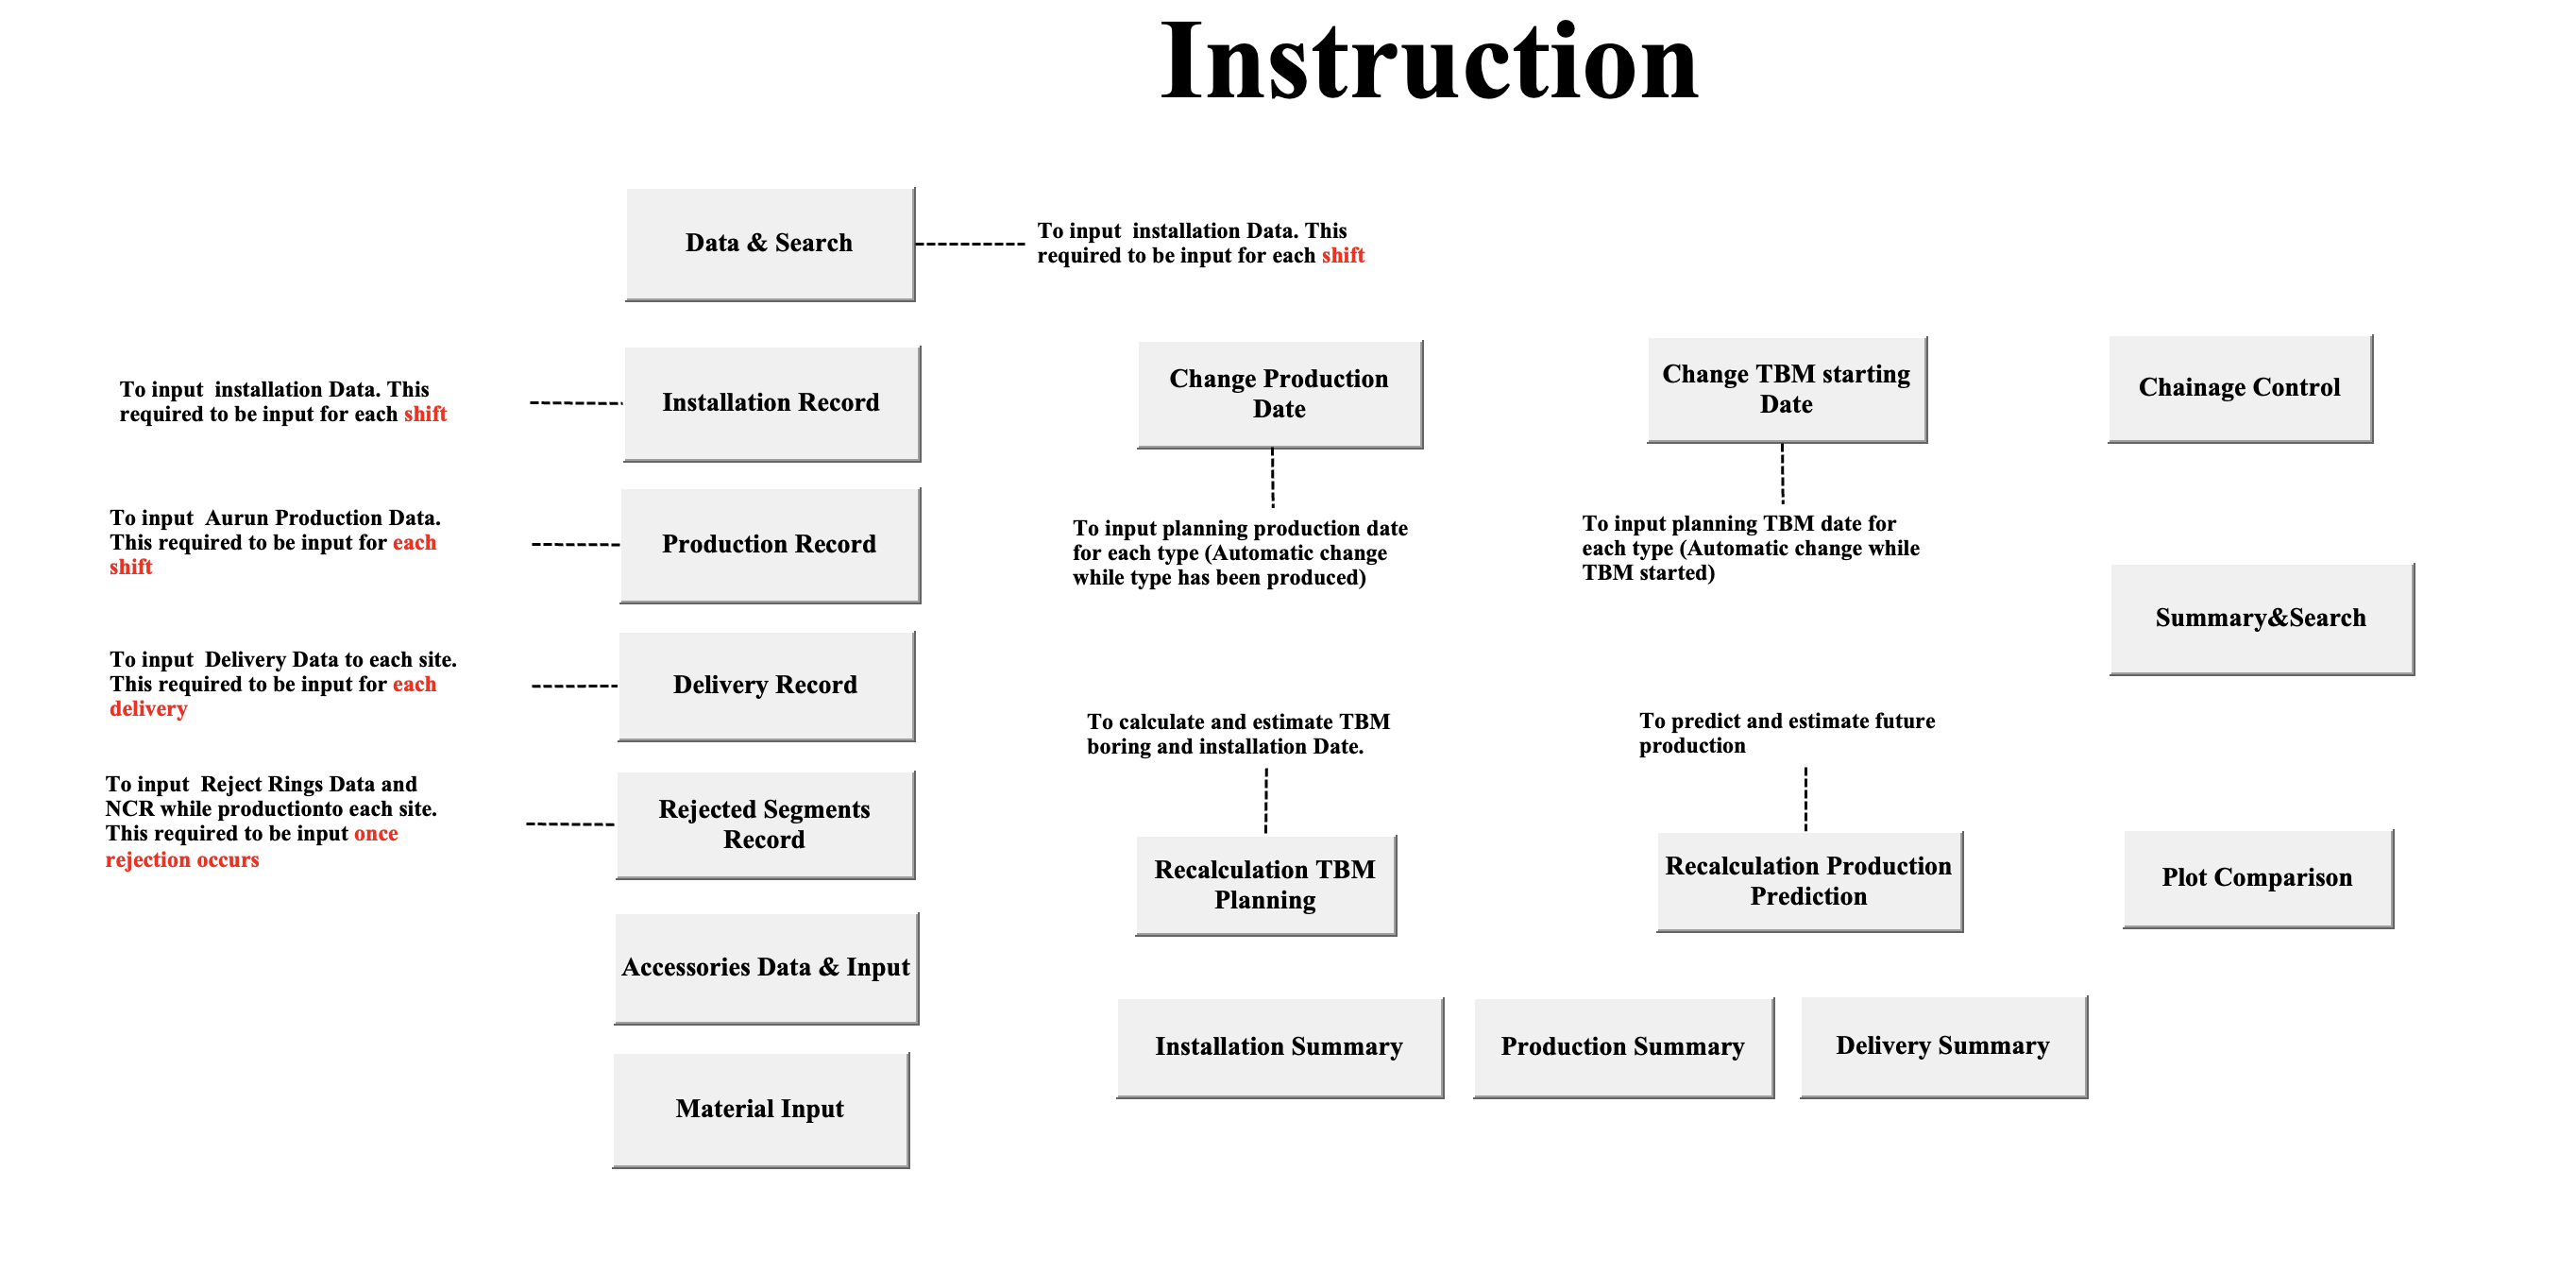 Instruction
Data & Search
To input  installation Data. This
required to be input for each shift
To input  installation Data. This
required to be input for each shift
Installation Record
To input  Aurun Production Data.
This required to be input for each
shift
Production Record
To input  Delivery Data to each site.
This required to be input for each
delivery
Delivery Record
To input  Reject Rings Data and
NCR while productionto each site.
This required to be input once
rejection occurs
Rejected Segments
Record
Accessories Data & Input
Material Input
Change Production
Date
To input planning production date
for each type (Automatic change
while type has been produced)
Change TBM starting
Date
To input planning TBM date for
each type (Automatic change while
TBM started)
Chainage Control
Summary&Search
To calculate and estimate TBM
boring and installation Date.
Recalculation TBM
Planning
To predict and estimate future
production
Recalculation Production
Prediction
Plot Comparison
Installation Summary
Production Summary
Delivery Summary